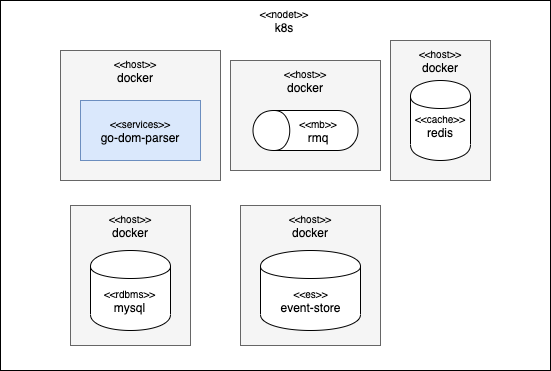 <<nodet>>
k8s
<<host>>
docker
<<services>>
go-dom-parser
<<host>>
docker
<<mb>>
rmq
<<host>>
docker
<<cache>>
redis
<<host>>
docker
<<rdbms>>
mysql
<<host>>
docker
<<es>>
event-store